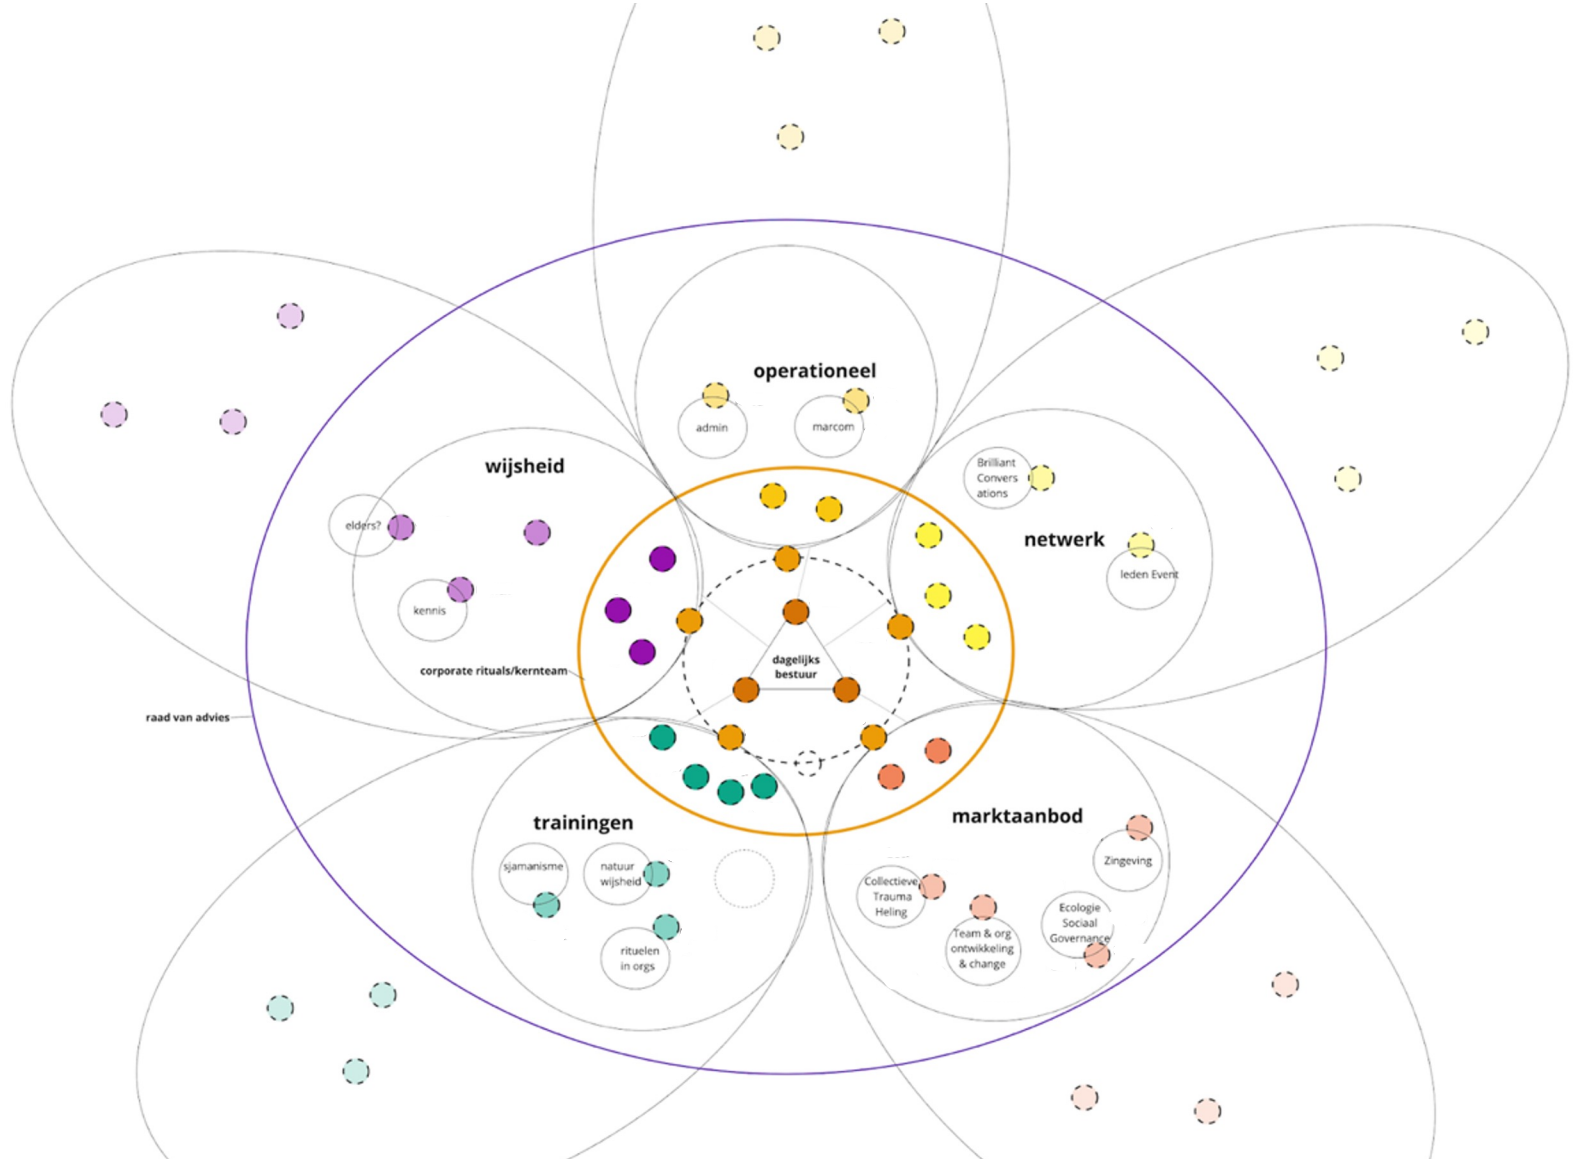 operationeel
admin
marcom
wijsheid
elders?
kennis
Brilliant
Convers
ations
netwerk
leden Event
dagelijks
bestuur
corporate rituals/kernteam
raad van advies
trainingen
sjamanisme
natuur
wijsheid
rituelen
in orgs
marktaanbod
Zingeving
Collectieve
Trauma
Heling
Team & org
ontwikkeling
& change
Ecologie
Sociaal
Governance